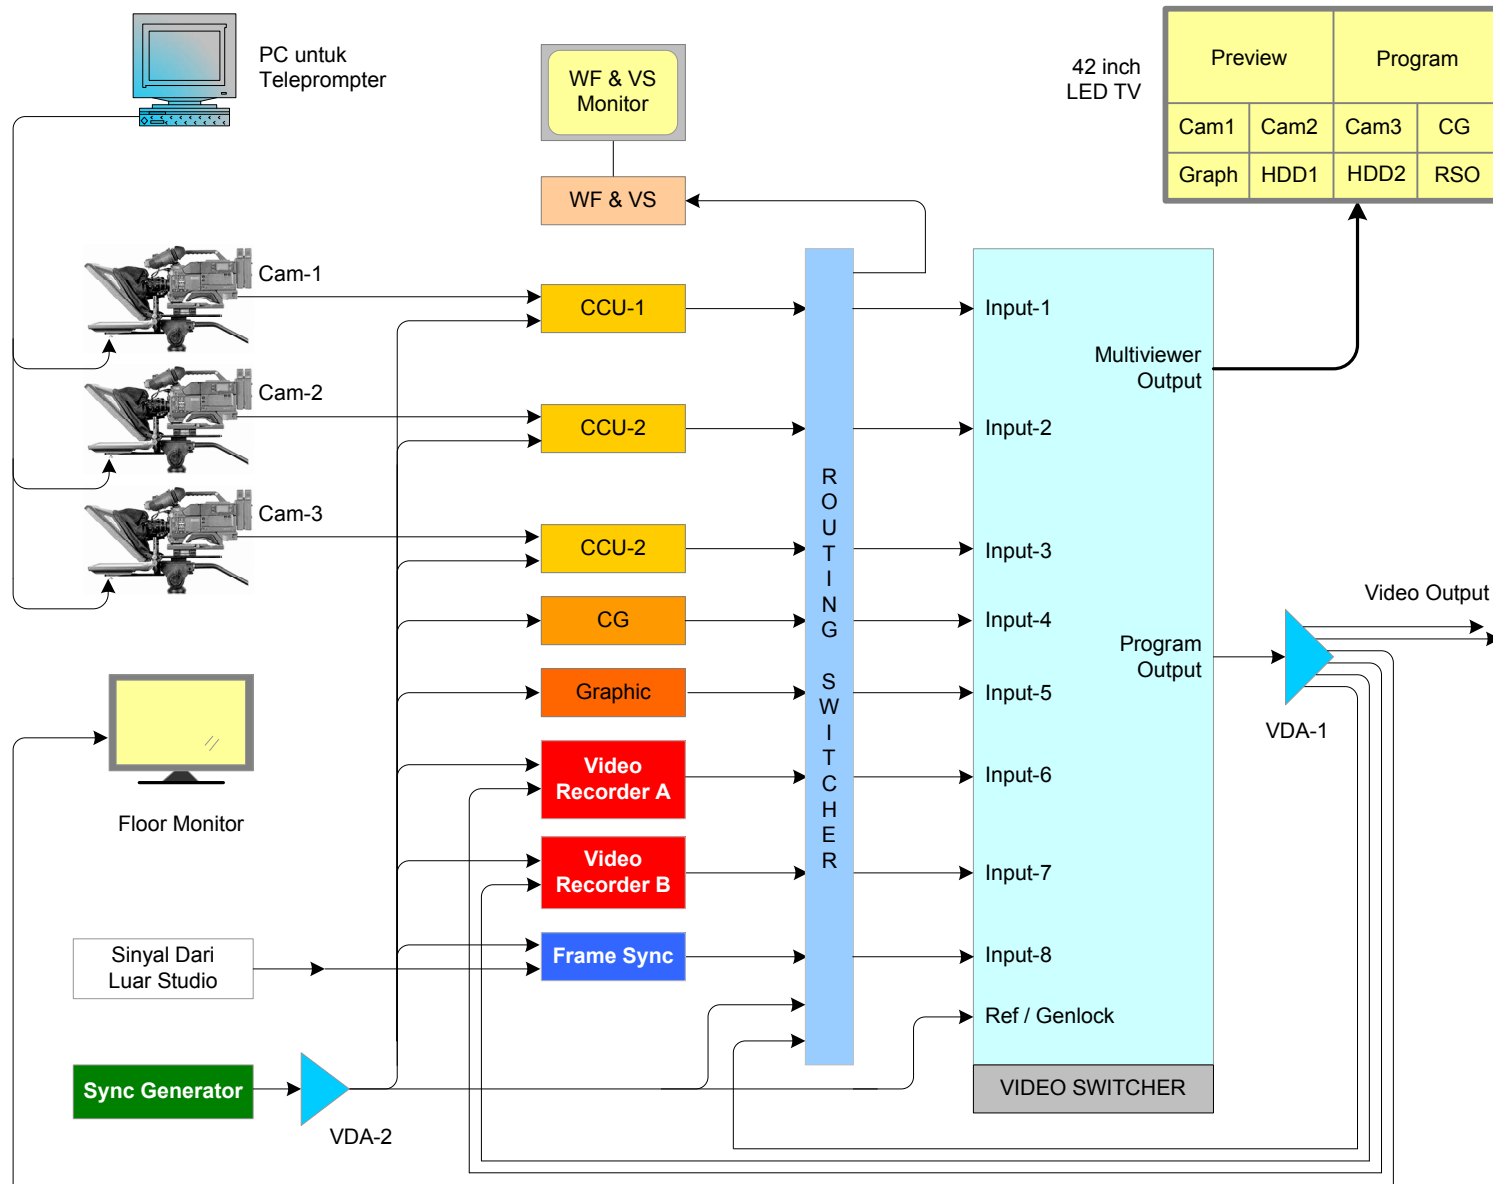 PC untuk
Teleprompter
WF & VS
Monitor
WF & VS
42 inch
LED TV
Preview
Program
Cam1
Cam2
Cam3
CG
Graph
HDD1
HDD2
RSO
Cam-1
CCU-1
Input-1
Multiviewer
Output
Cam-2
CCU-2
Input-2
Cam-3
CCU-2
Input-3
CG
Input-4
Graphic
Input-5
Program
Output
Video Output
VDA-1
ROUTING SWITCHER
Video
Recorder A
Input-6
Floor Monitor
Video
Recorder B
Input-7
Sinyal Dari
Luar Studio
Frame Sync
Input-8
Ref / Genlock
Sync Generator
VDA-2
VIDEO SWITCHER